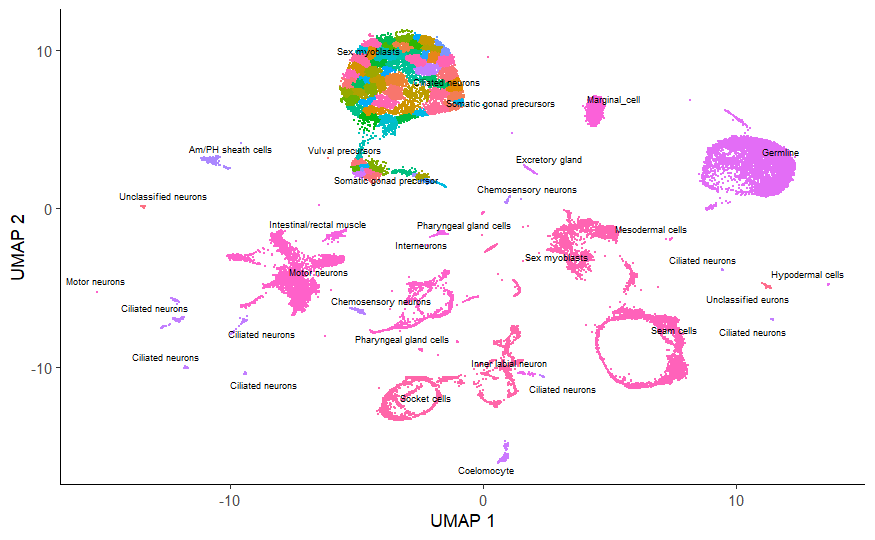 10
Sex myoblasts
Ciliated neurons
Somatic gonad precursors
Marginal_cell
Am/PH sheath cells
Vulval precursors
Excretory gland
Germline
Somatic gonad precursor
Chemosensory neurons
Unclassified neurons
0
Intestinal/rectal muscle
Pharyngeal gland cells
Mesodermal cells
Interneurons
Sex myoblasts
Ciliated neurons
Motor neurons
Motor neurons
Hypodermal cells
Chemosensory neurons
Unclassified eurons
Ciliated neurons
Ciliated neurons
Pharyngeal gland cells
Seam cells
Ciliated neurons
Ciliated neurons
Inner labial neuron
-10
Ciliated neurons
Socket cells
Ciliated neurons
Coelomocyte
-10
0
10
UMAP 1
UMAP 2